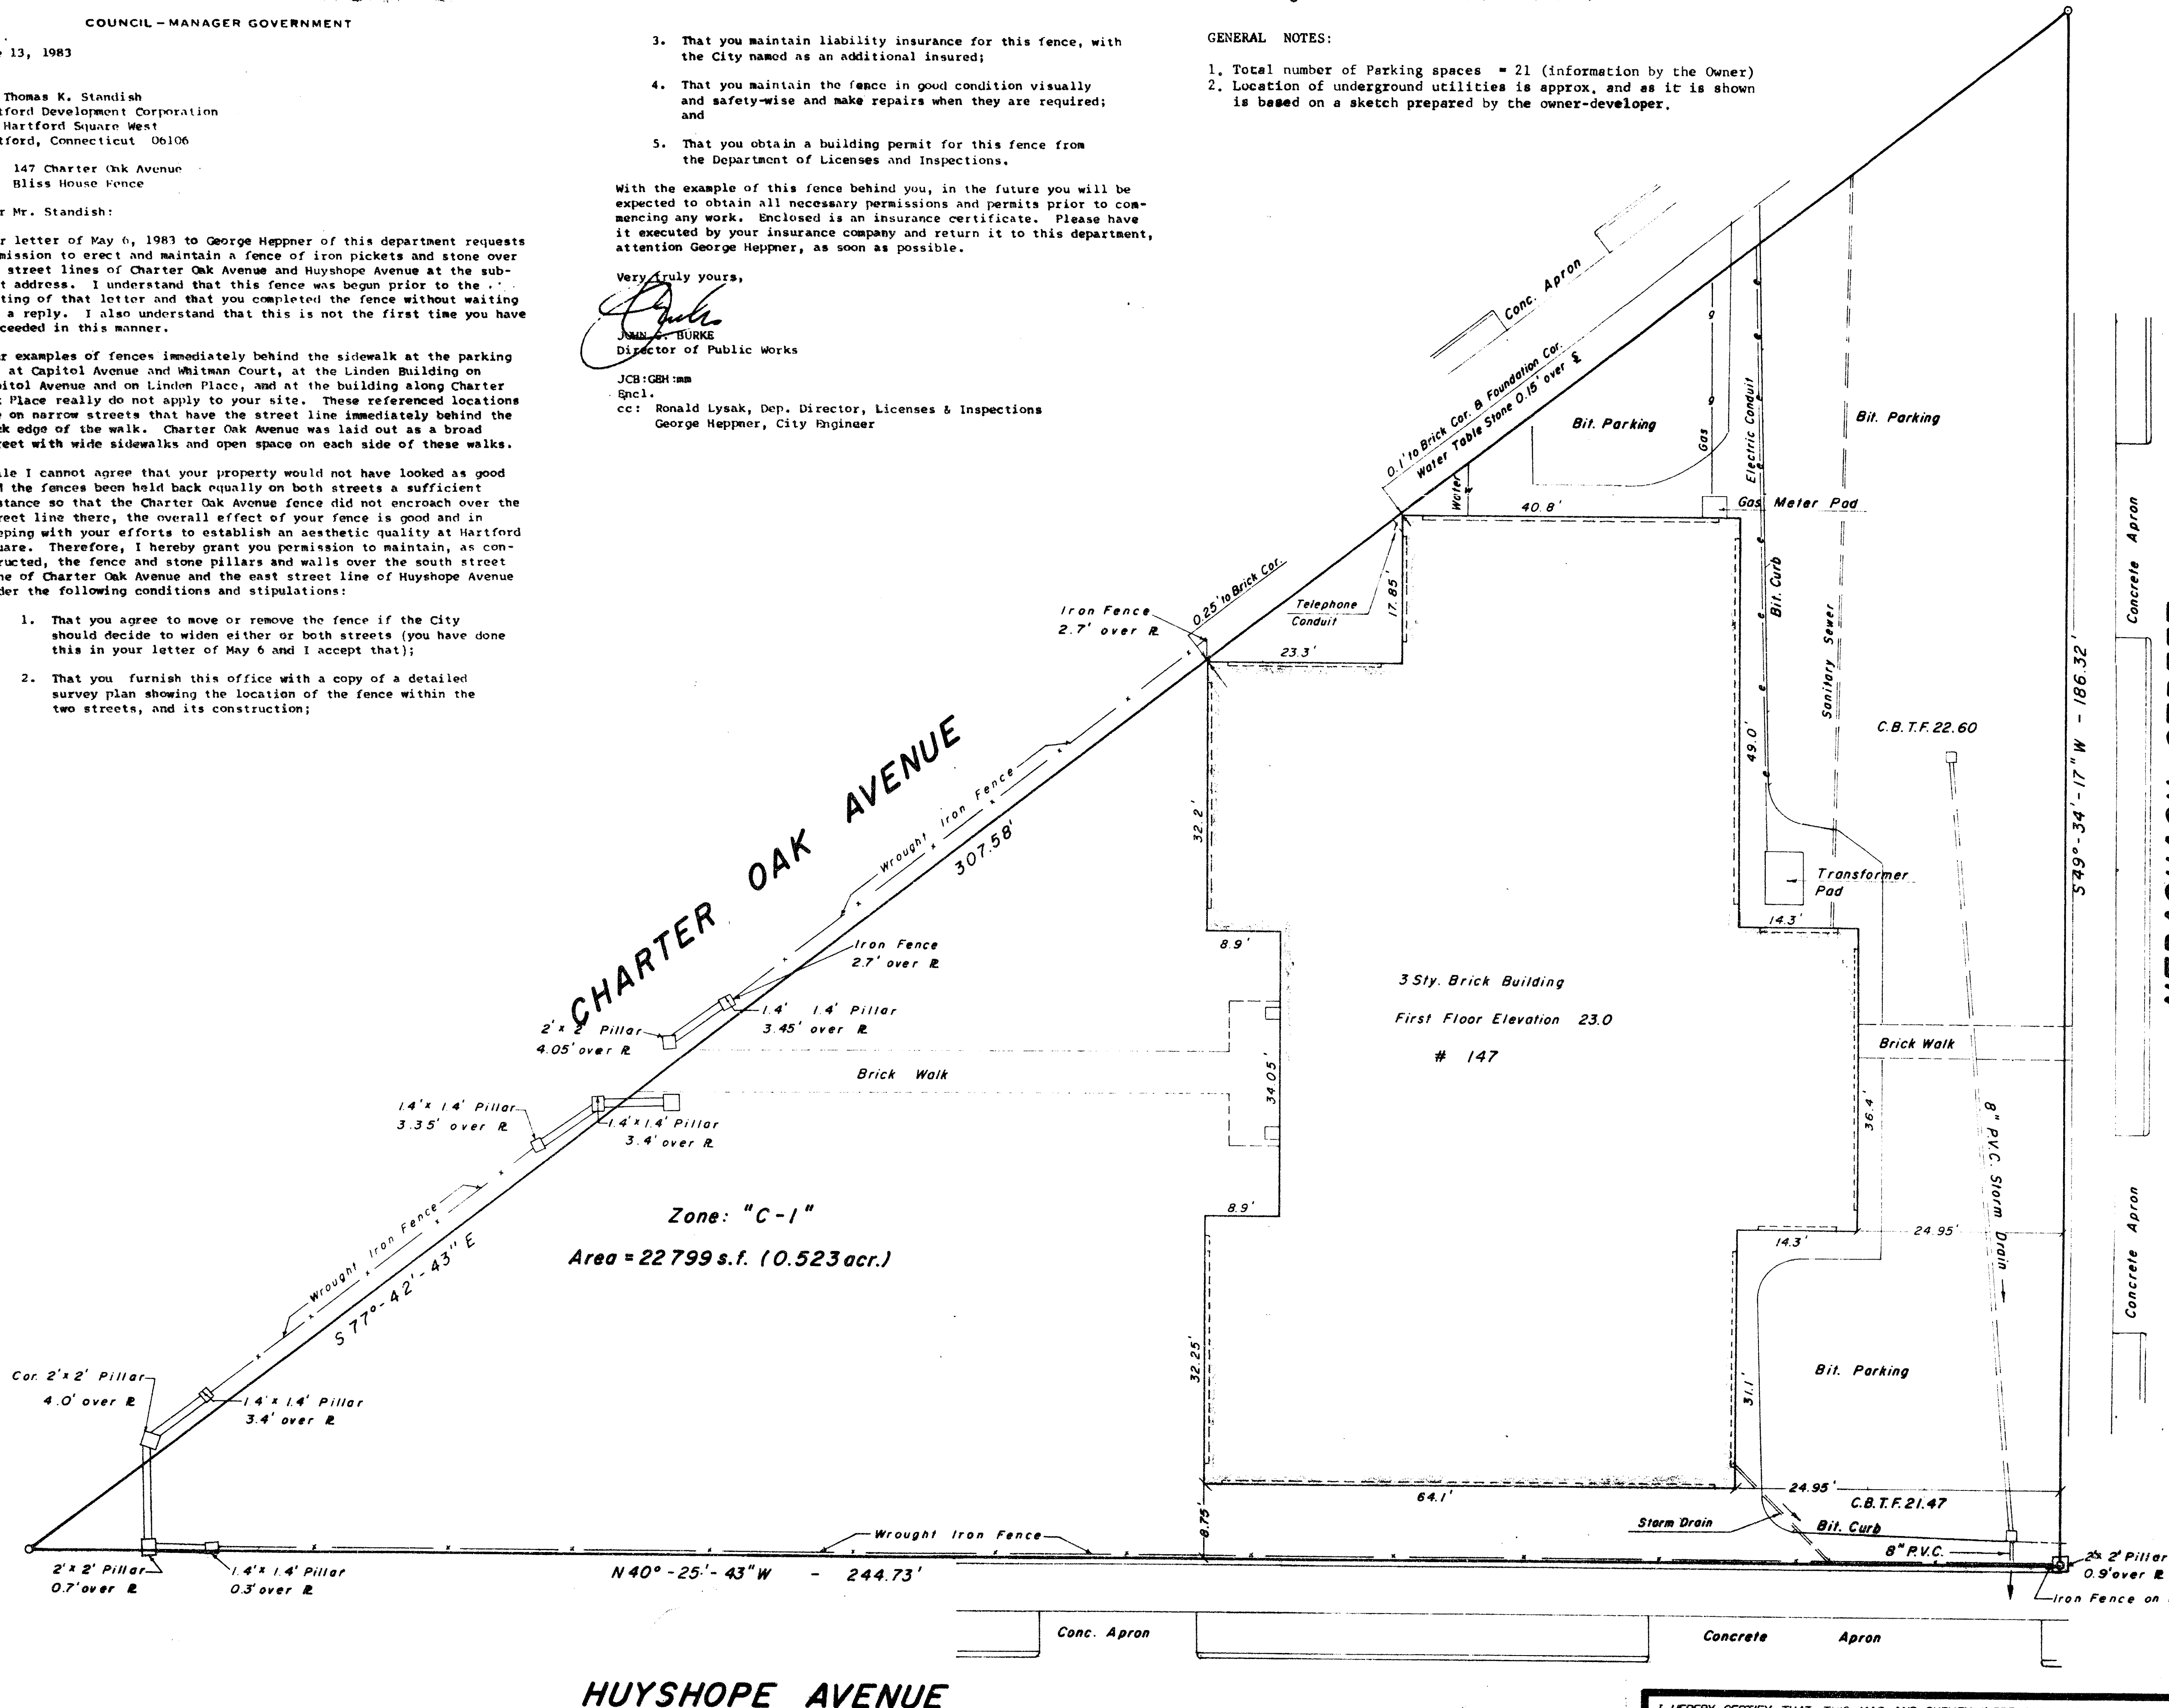 COUNCIL – MANAGER GOVERNMENT
13, 1983
Thomas K. Standish
tford Development Corporation
Hartford Square West
tford, Connecticut 06106
147 Charter Oak Avenue
Bliss House Fence
r Mr. Standish:
r letter of May 6, 1983 to George Heppner of this department requests
mission to erect and maintain a fence of iron pickets and stone over
street lines of Charter Oak Avenue and Huyshope Avenue at the sub-
t address. I understand that this fence was begun prior to the
ting of that letter and that you completed the fence without waiting
a reply. I also understand that this is not the first time you have
ceeded in this manner.
r examples of fences immediately behind the sidewalk at the parking
at Capitol Avenue and Whitman Court, at the Linden Building on
pitol Avenue and on Linden Place, and at the building along Charter
Place really do not apply to your site. These referenced locations
e on narrow streets that have the street line immediately behind the
k edge of the walk. Charter Oak Avenue was laid out as a broad
reet with wide sidewalks and open space on each side of these walks.
le I cannot agree that your property would not have looked as good
d the fences been held back equally on both streets a sufficient
stance so that the Charter Oak Avenue fence did not encroach over the
reet line there, the overall effect of your fence is good and in
eping with your efforts to establish an aesthetic quality at Hartford
uare. Therefore, I hereby grant you permission to maintain, as con-
ructed, the fence and stone pillars and walls over the south street
ne of Charter Oak Avenue and the east street line of Huyshope Avenue
der the following conditions and stipulations:
1. That you agree to move or remove the fence if the City
should decide to widen either or both streets (you have done
this in your letter of May 6 and I accept that);
2. That you furnish this office with a copy of a detailed
survey plan showing the location of the fence within the
two streets, and its construction;
3. That you maintain liability insurance for this fence, with
the City named as an additional insured;
4. That you maintain the fence in good condition visually
and safety-wise and make repairs when they are required;
and
5. That you obtain a building permit for this fence from
the Department of Licenses and Inspections.
With the example of this fence behind you, in the future you will be
expected to obtain all necessary permissions and permits prior to com-
mencing any work. Enclosed is an insurance certificate. Please have
it executed by your insurance company and return it to this department,
attention George Heppner, as soon as possible.
Very truly yours,
JOHN C. BURKE
Director of Public Works
JCB:GBH:mm
Encl.
cc: Ronald Lysak, Dep. Director, Licenses & Inspections
George Heppner, City Engineer
GENERAL NOTES:
1. Total number of Parking spaces = 21 (information by the Owner)
2. Location of underground utilities is approx. and as it is shown
is based on a sketch prepared by the owner-developer.
Conc. Apron
0.1' to Brick Cor. & Foundation Cor.
Water Table Stone 0.15' over ℄
Bit. Parking
Gas
Electric Conduit
Bit. Parking
Water
40.8'
Gas Meter Pad
Concrete Apron
0.25' to Brick Cor.
Iron Fence
2.7' over ℞
Telephone
Conduit
17.85'
23.3'
Bit. Curb
Sanitary Sewer
S49°-34'-17"W - 186.32'
C.B.T.F. 22.60
49.0'
CHARTER OAK AVENUE
Wrought Iron Fence
307.58'
32.2'
Transformer
Pad
14.3'
8.9'
Iron Fence
2.7' over ℞
1.4' 1.4' Pillar
3.45' over ℞
2' x 2' Pillar
4.05' over ℞
Brick Walk
34.05'
3 Sty. Brick Building
First Floor Elevation 23.0
# 147
Brick Walk
36.4'
8" P.V.C. Storm Drain
1.4' x 1.4' Pillar
3.35' over ℞
1.4' x 1.4' Pillar
3.4' over ℞
Zone: "C-1"
Area = 22799 s.f. (0.523 acr.)
8.9'
14.3'
24.95'
Concrete Apron
Wrought Iron Fence
S 77°-42'-43" E
Cor. 2' x 2' Pillar
4.0' over ℞
1.4' x 1.4' Pillar
3.4' over ℞
32.25'
31.1'
Bit. Parking
64.1'
24.95'
C.B.T.F. 21.47
8.75'
Storm Drain
Bit. Curb
8" P.V.C.
Wrought Iron Fence
2' x 2' Pillar
0.7' over ℞
1.4' x 1.4' Pillar
0.3' over ℞
N40°-25'-43"W - 244.73'
2' x 2' Pillar
0.9' over ℞
Iron Fence on
Conc. Apron
Concrete Apron
HUYSHOPE AVENUE